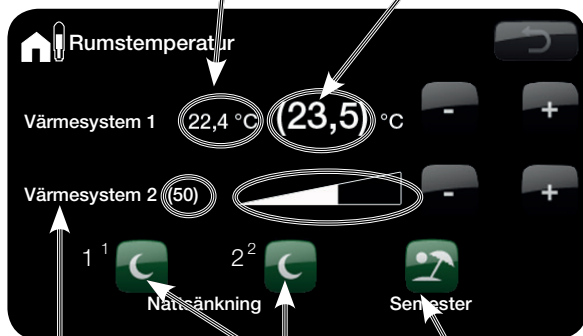 Rumstemperatur
Värmesystem 1 22,4 °C (23,5) °C - +
Värmesystem 2 (50) - +
1 1 2 2
Nattsänkning Semester